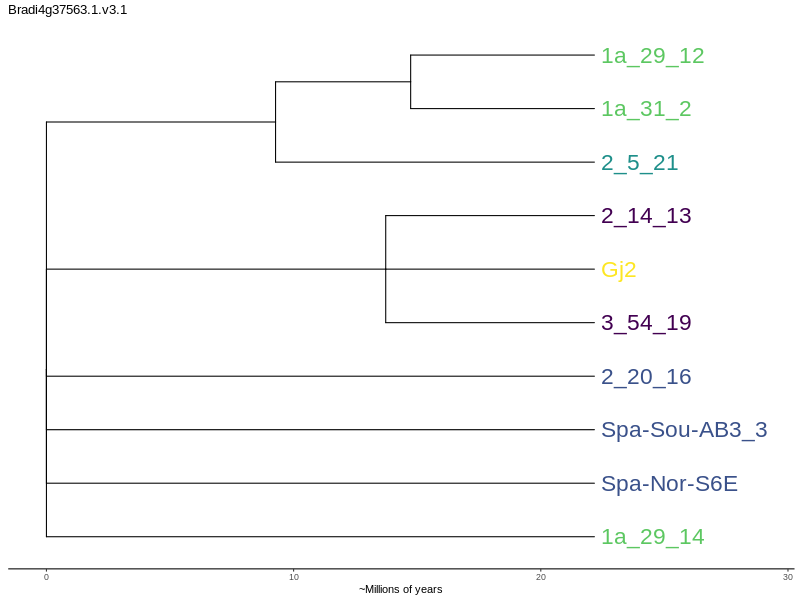 Bradi4g37563.1.v3.1
1a_29_12
1a_31_2
2_5_21
2_14_13
Gj2
3_54_19
2_20_16
Spa-Sou-AB3_3
Spa-Nor-S6E
1a_29_14
0 10 20 30
~Millions of years